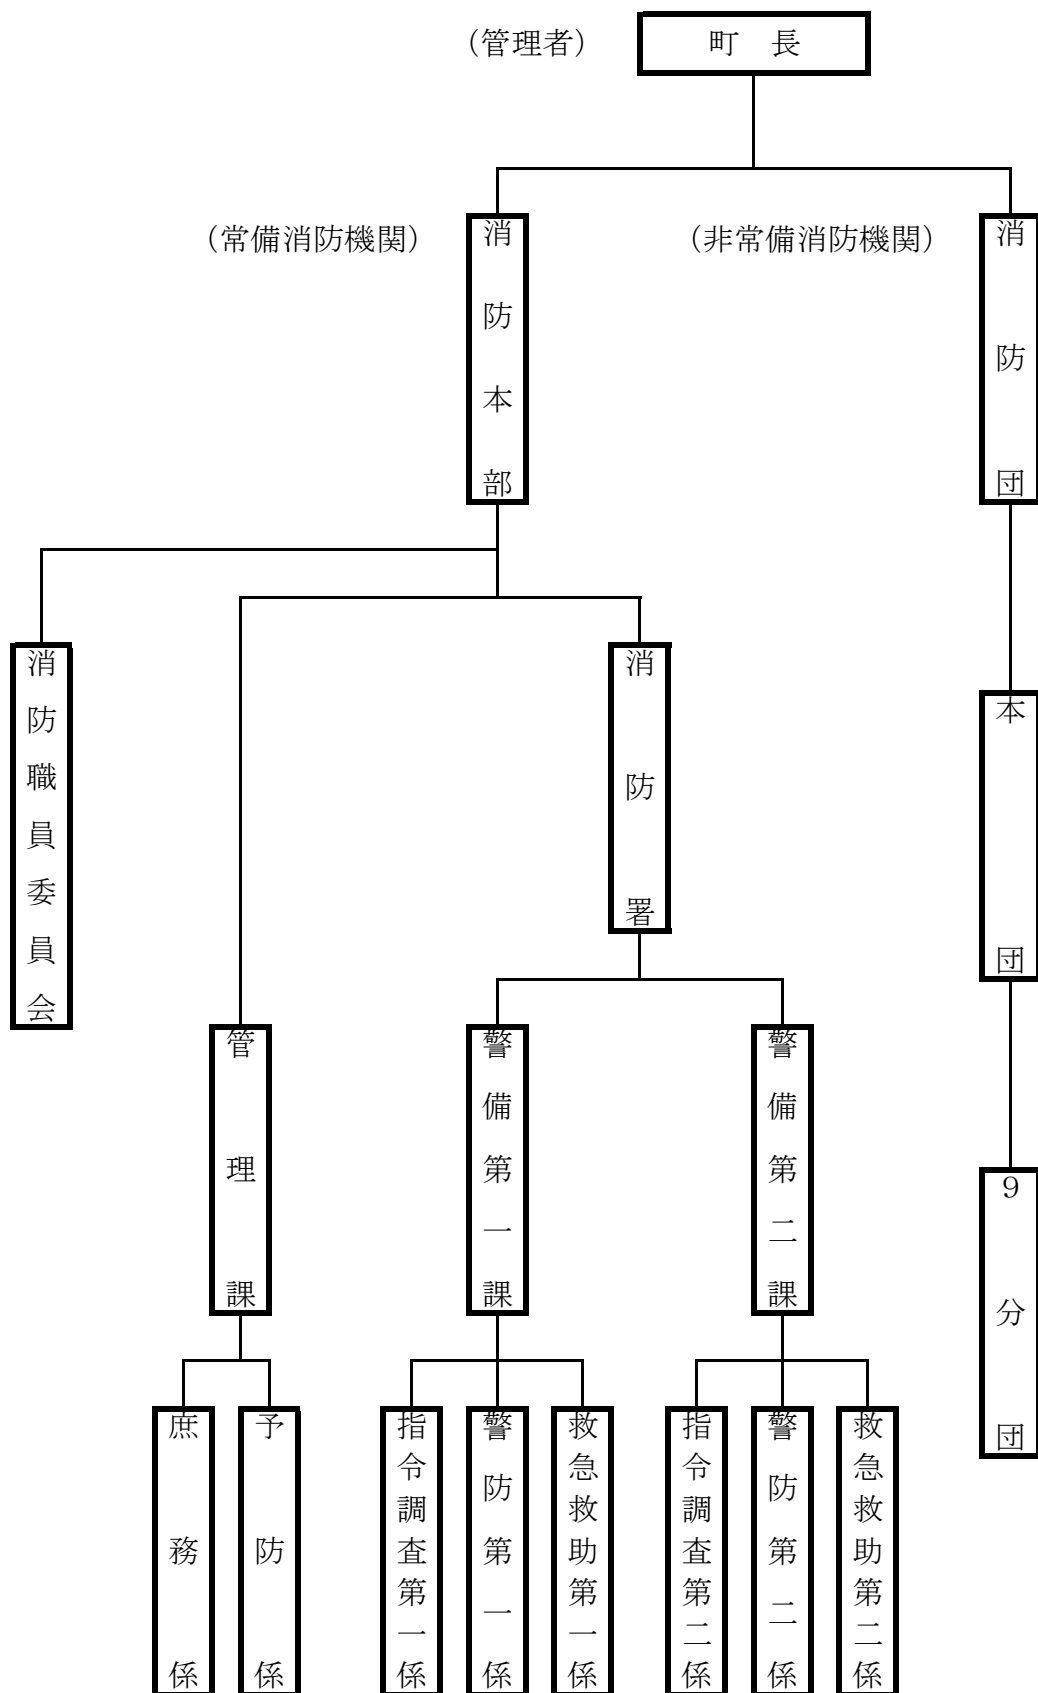 （管理者）
町　長
（常備消防機関）
消防本部
（非常備消防機関）
消防団
消防職員委員会
消防署
本団
管理課
警備第一課
警備第二課
９分団
庶務係
予防係
指令調査第一係
警防第一係
救急救助第一係
指令調査第二係
警防第二係
救急救助第二係